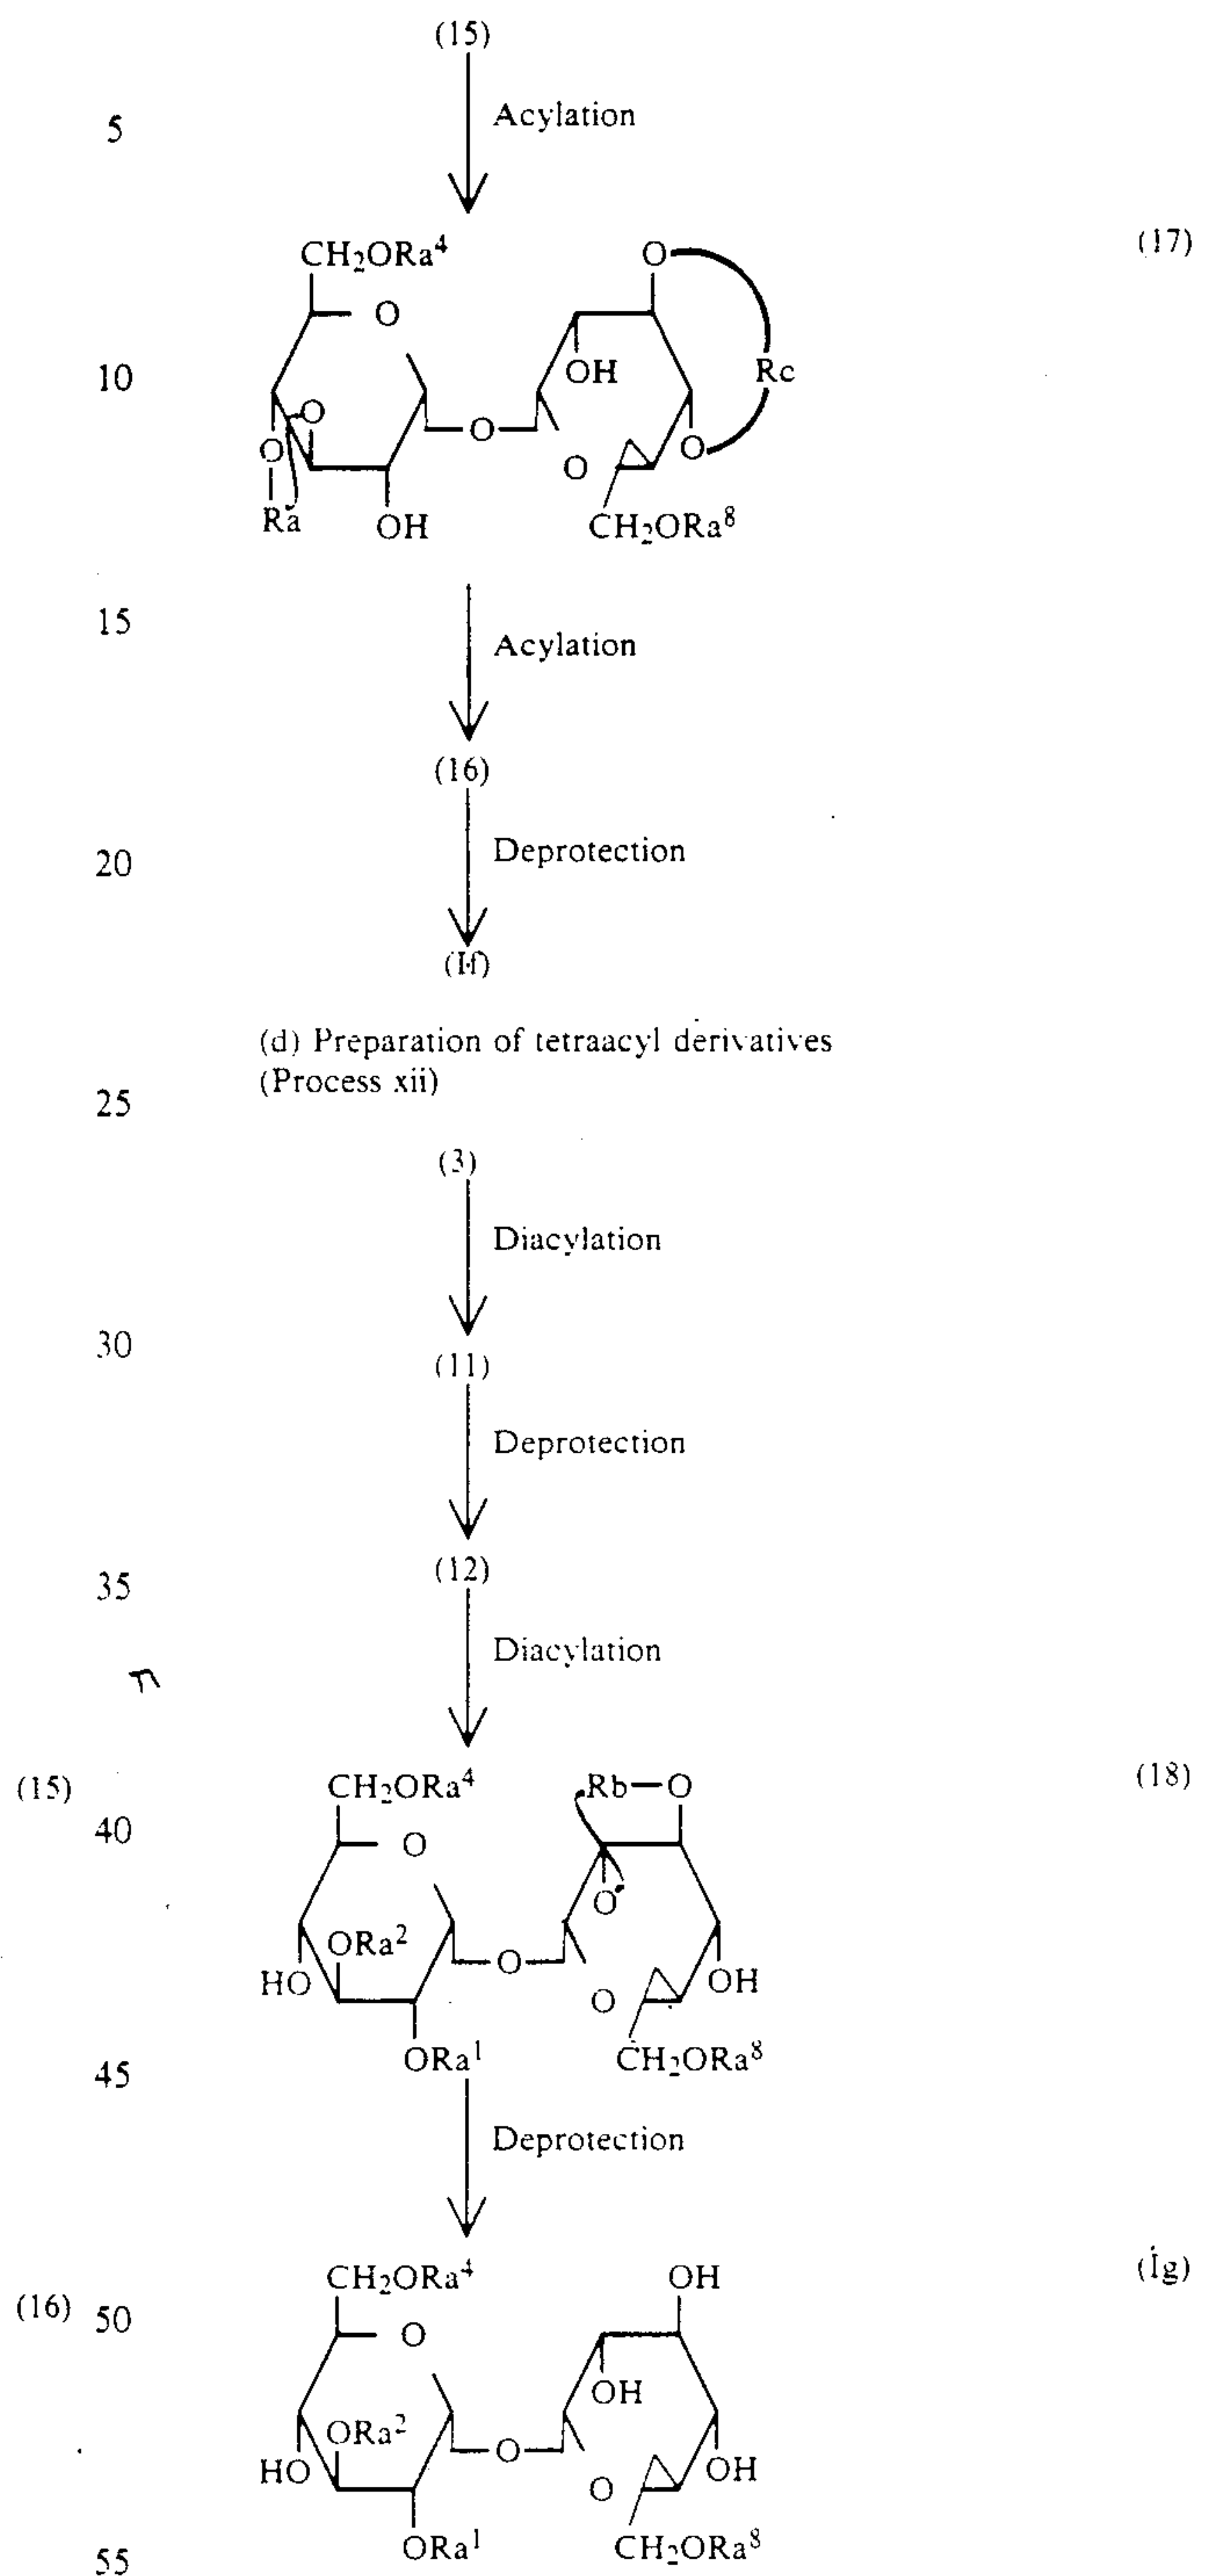 (15)
5 Acylation
CH₂ORa⁴ O (17)
O
10 OH Rc
O
O O O
O
Ra OH CH₂ORa⁸
15 Acylation
(16)
20 Deprotection
(If)
(d) Preparation of tetraacyl derivatives
(Process xii)
25
(3)
Diacylation
30
(11)
Deprotection
35 (12)
Diacylation
(15) CH₂ORa⁴ Rb—O (18)
40 O
O
ORa² O
HO O OH
45 ORa¹ CH₂ORa⁸
Deprotection
CH₂ORa⁴ OH (Ig)
(16) 50 O
OH
ORa² O
HO O OH
55 ORa¹ CH₂ORa⁸